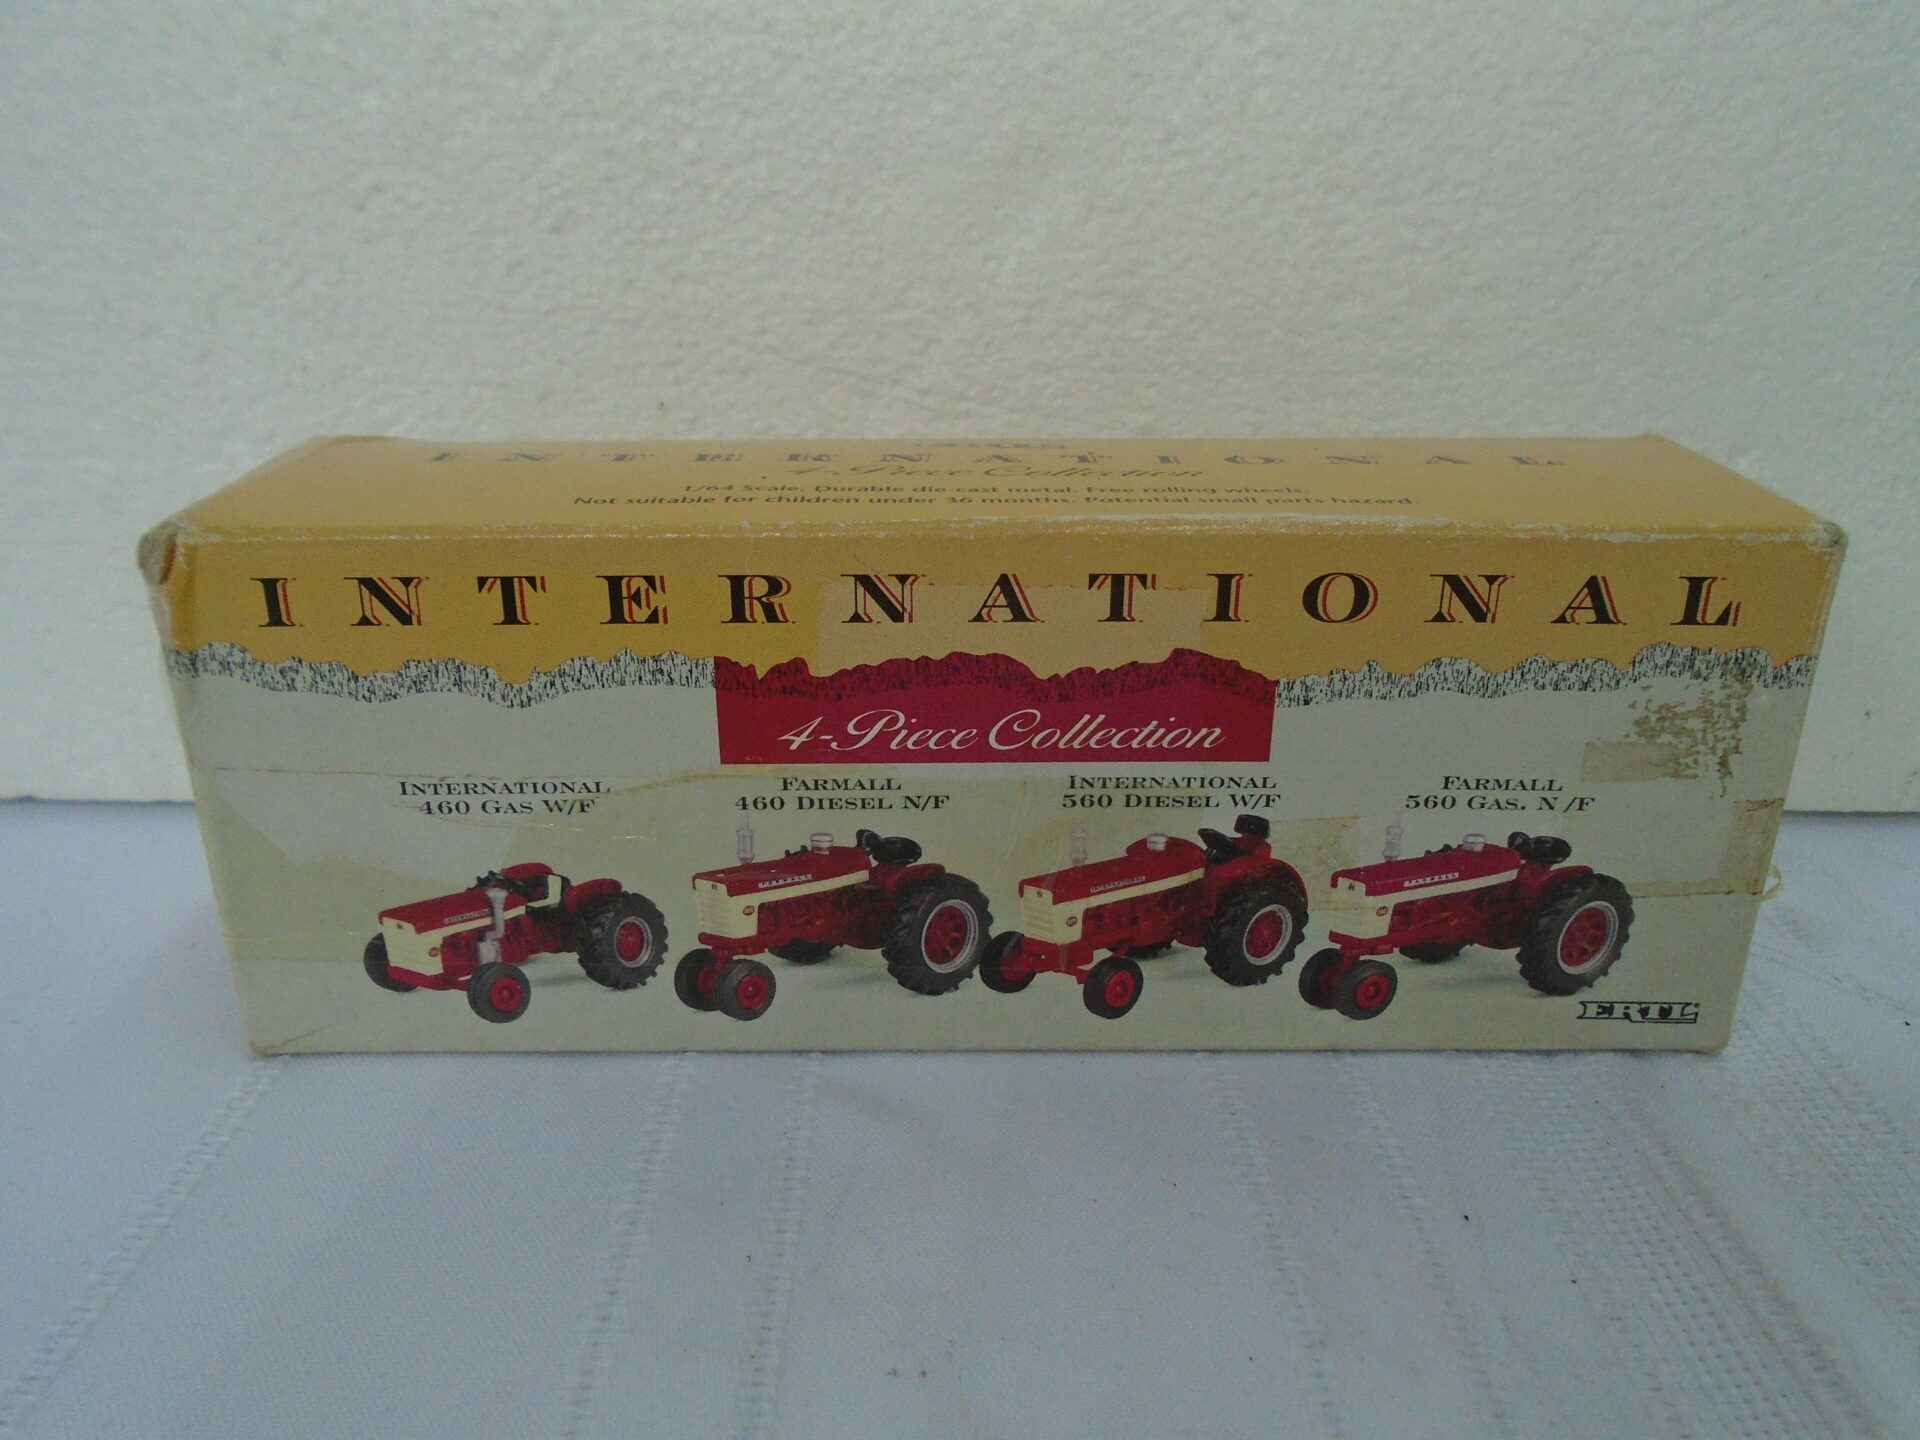 INTERNATIONAL
4-Piece Collection
1/64 Scale. Durable die-cast metal. Free rolling wheels.
Not suitable for children under 36 months. Potential small parts hazard.
INTERNATIONAL
4-Piece Collection
INTERNATIONAL
460 GAS W/F
FARMALL
460 DIESEL N/F
INTERNATIONAL
560 DIESEL W/F
FARMALL
560 GAS. N/F
ERTL